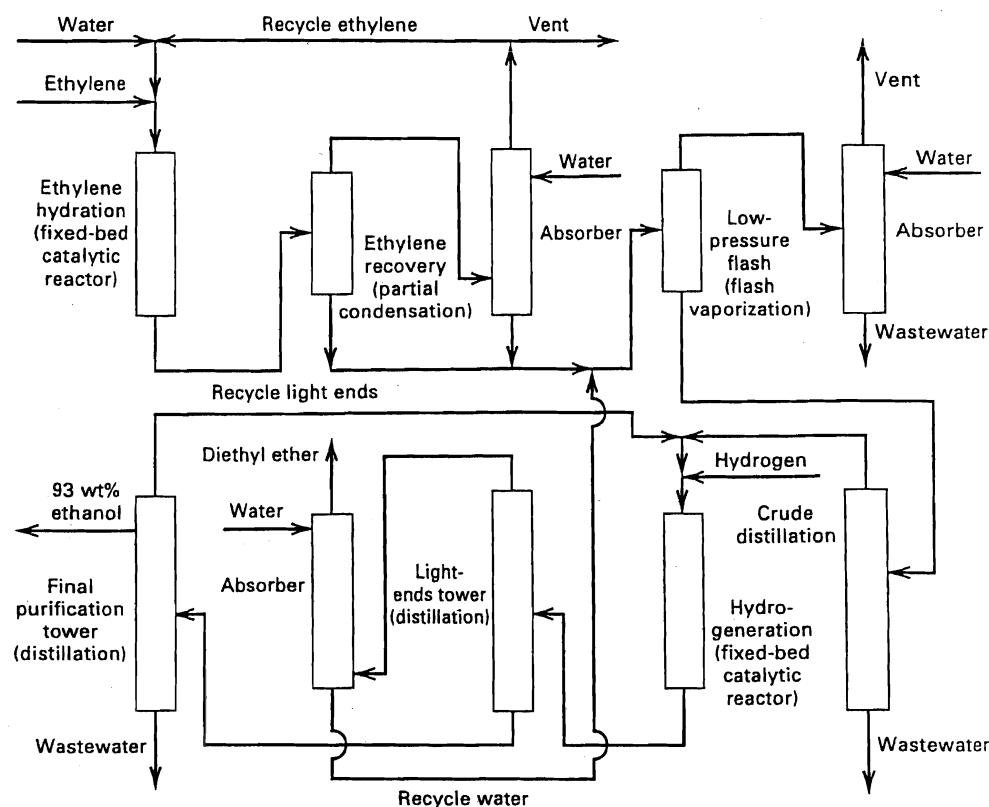 Water
Recycle ethylene
Vent
Ethylene
Vent
Ethylene
hydration
(fixed-bed
catalytic
reactor)
Water
Water
Ethylene
recovery
(partial
condensation)
Absorber
Low-
pressure
flash
(flash
vaporization)
Absorber
Wastewater
Recycle light ends
Diethyl ether
Hydrogen
93 wt%
ethanol
Water
Crude
distillation
Absorber
Light-
ends tower
(distillation)
Final
purification
tower
(distillation)
Hydro-
generation
(fixed-bed
catalytic
reactor)
Wastewater
Wastewater
Recycle water